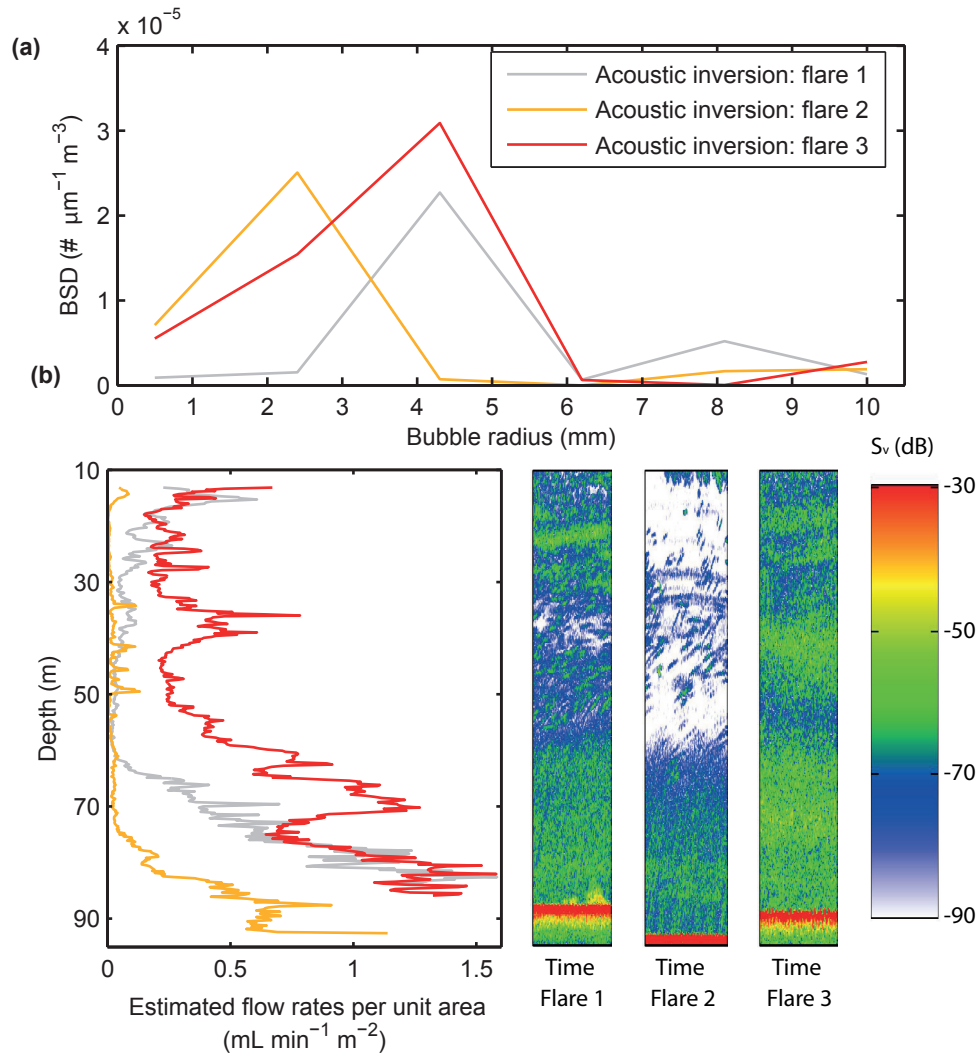 (a)
x 10⁻⁵
4
3
2
1
0
BSD (# µm⁻¹ m⁻³)
Acoustic inversion: flare 1
Acoustic inversion: flare 2
Acoustic inversion: flare 3
0 1 2 3 4 5 6 7 8 9 10
Bubble radius (mm)
(b)
10
30
50
70
90
Depth (m)
0 0.5 1 1.5
Estimated flow rates per unit area
(mL min⁻¹ m⁻²)
Time
Flare 1
Time
Flare 2
Time
Flare 3
Sᵥ (dB)
-30
-50
-70
-90